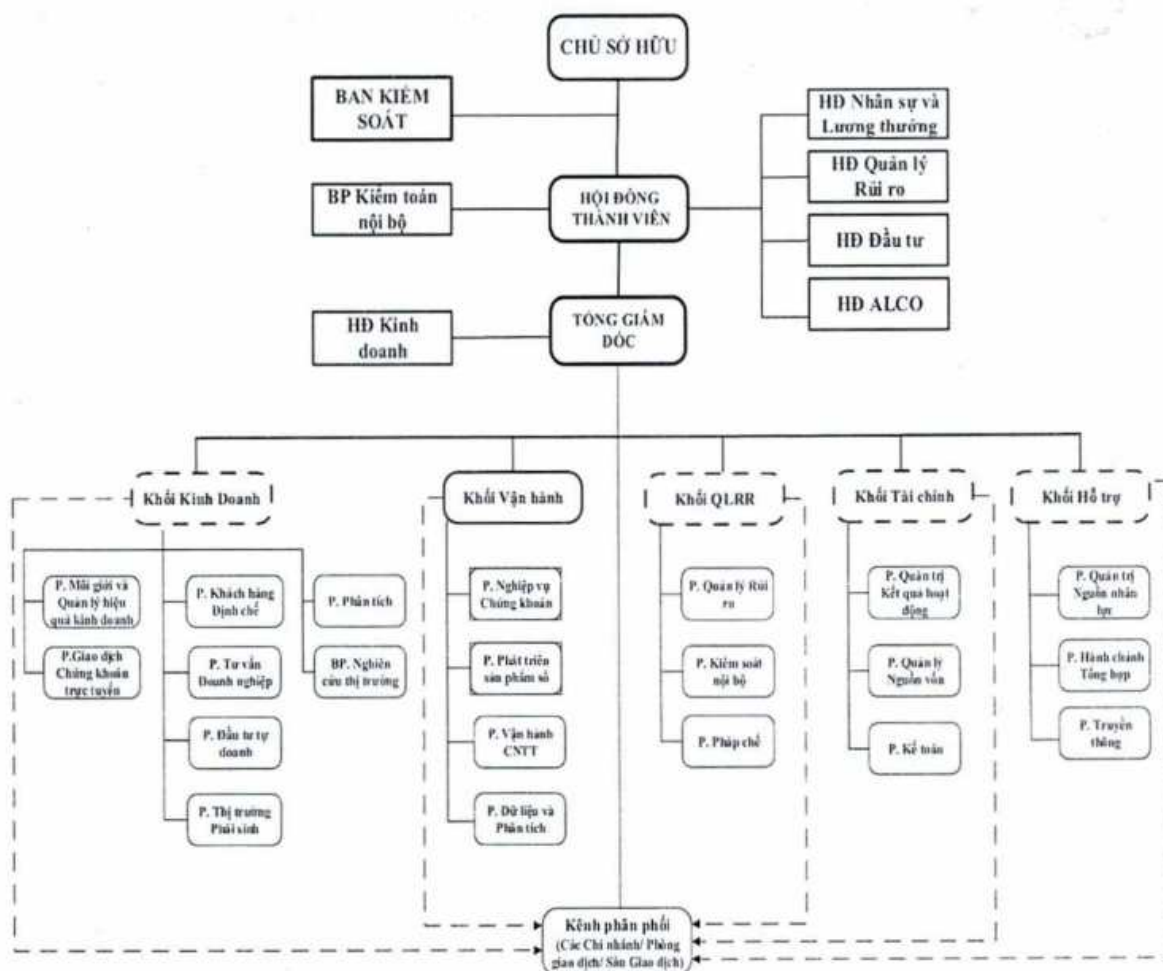 CHỦ SỞ HỮU
BAN KIỂM
SOÁT
HĐ Nhân sự và
Lương thưởng
HĐ Quản lý
Rủi ro
BP Kiểm toán
nội bộ
HỘI ĐỒNG
THÀNH VIÊN
HĐ Đầu tư
HĐ ALCO
HĐ Kinh
doanh
TỔNG GIÁM
ĐỐC
Khối Kinh Doanh
Khối Vận hành
Khối QLRR
Khối Tài chính
Khối Hỗ trợ
P. Môi giới và
Quản lý hiệu
quả kinh doanh
P.Giao dịch
Chứng khoán
trực tuyến
P. Khách hàng
Định chế
P. Tư vấn
Doanh nghiệp
P. Đầu tư tự
doanh
P. Thị trường
Phái sinh
P. Phân tích
BP. Nghiên
cứu thị trường
P. Nghiệp vụ
Chứng khoán
P. Phát triển
sản phẩm số
P. Vận hành
CNTT
P. Dữ liệu và
Phân tích
P. Quản lý Rủi
ro
P. Kiểm soát
nội bộ
P. Pháp chế
P. Quản trị
Kết quả hoạt
động
P. Quản lý
Nguồn vốn
P. Kế toán
P. Quản trị
Nguồn nhân
lực
P. Hành chánh
Tổng hợp
P. Truyền
thông
Kênh phân phối
(Các Chi nhánh/ Phòng
giao dịch/ Sàn Giao dịch)